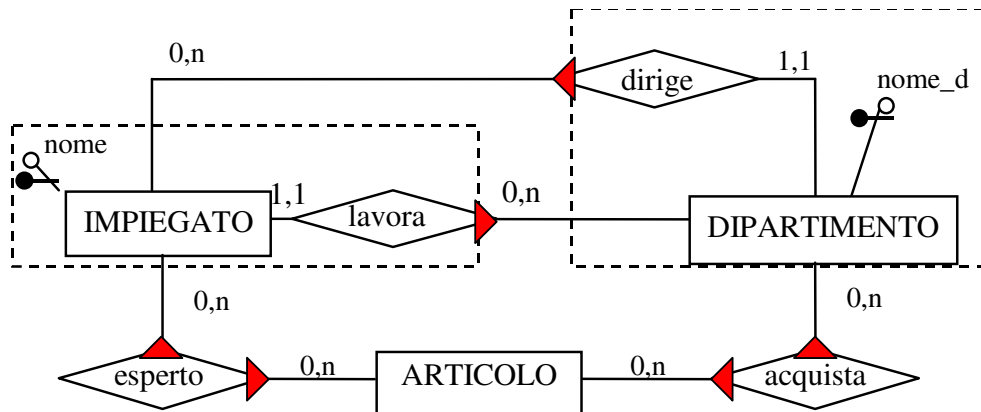 0,n
dirige
1,1
nome_d
nome
IMPIEGATO
1,1
lavora
0,n
DIPARTIMENTO
0,n
0,n
esperto
0,n
ARTICOLO
0,n
acquista